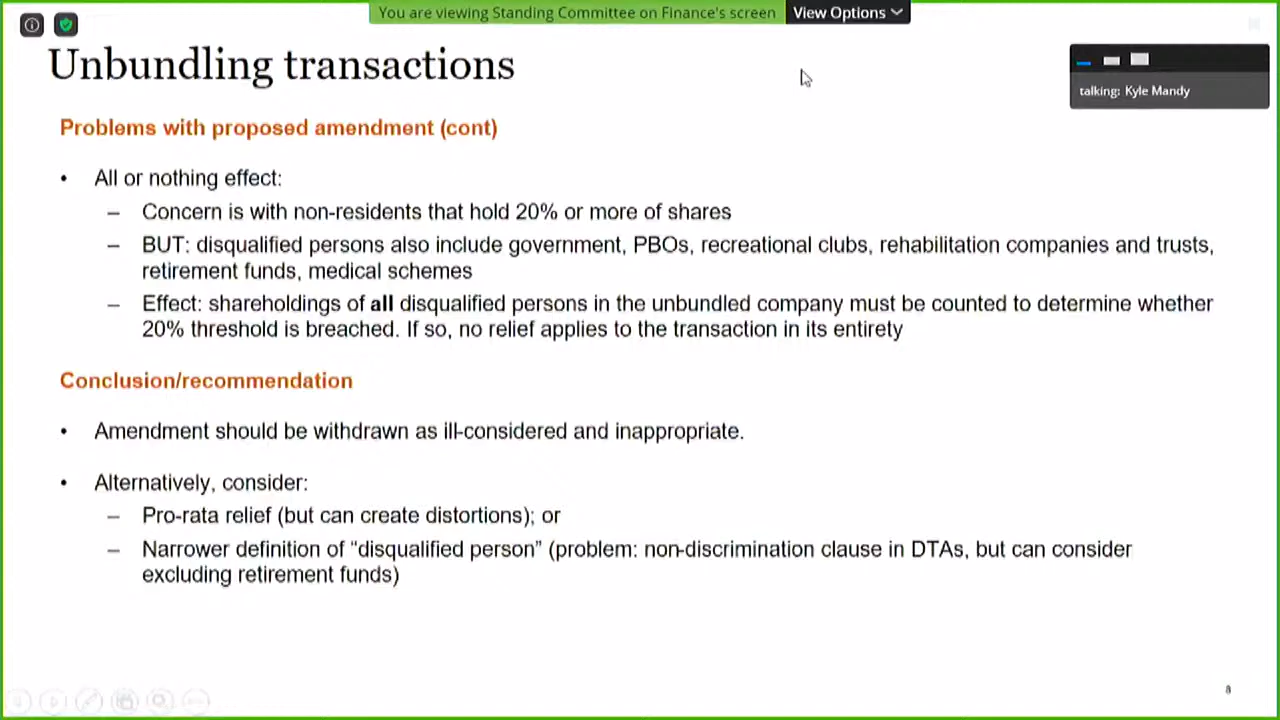 You are viewing Standing Committee on Finance's screen
View Options
Unbundling transactions
talking: Kyle Mandy
Problems with proposed amendment (cont)
• All or nothing effect:
– Concern is with non-residents that hold 20% or more of shares
– BUT: disqualified persons also include government, PBOs, recreational clubs, rehabilitation companies and trusts,
retirement funds, medical schemes
– Effect: shareholdings of all disqualified persons in the unbundled company must be counted to determine whether
20% threshold is breached. If so, no relief applies to the transaction in its entirety
Conclusion/recommendation
• Amendment should be withdrawn as ill-considered and inappropriate.
• Alternatively, consider:
– Pro-rata relief (but can create distortions); or
– Narrower definition of “disqualified person” (problem: non-discrimination clause in DTAs, but can consider
excluding retirement funds)
8